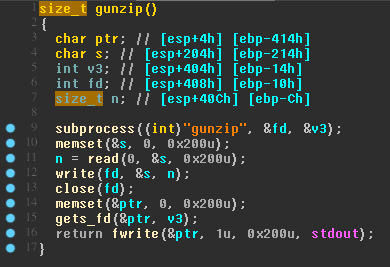 1 size_t gunzip()
2 {
3 char ptr; // [esp+4h] [ebp-414h]
4 char s; // [esp+204h] [ebp-214h]
5 int v3; // [esp+404h] [ebp-14h]
6 int fd; // [esp+408h] [ebp-10h]
7 size_t n; // [esp+40Ch] [ebp-Ch]
8
9 subprocess((int)"gunzip", &fd, &v3);
10 memset(&s, 0, 0x200u);
11 n = read(0, &s, 0x200u);
12 write(fd, &s, n);
13 close(fd);
14 memset(&ptr, 0, 0x200u);
15 gets_fd(&ptr, v3);
16 return fwrite(&ptr, 1u, 0x200u, stdout);
17 }